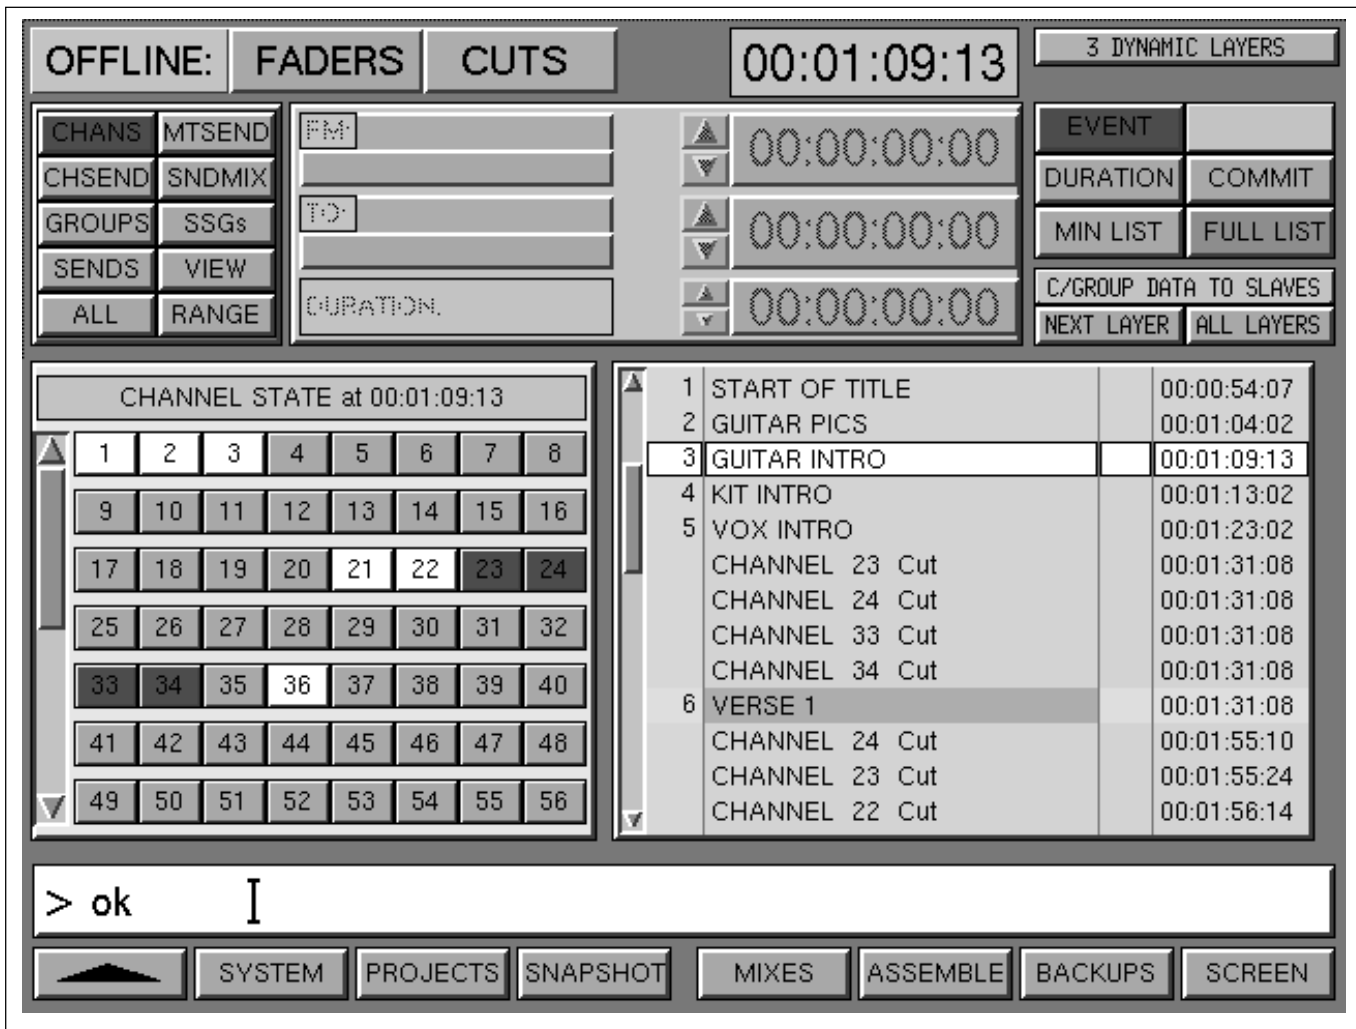 OFFLINE: FADERS CUTS 00:01:09:13 3 DYNAMIC LAYERS
CHANS MTSEND
CHSEND SNDMIX
GROUPS SSGs
SENDS VIEW
ALL RANGE
FM: 00:00:00:00
TO: 00:00:00:00
DURATION. 00:00:00:00
EVENT
DURATION COMMIT
MIN LIST FULL LIST
C/GROUP DATA TO SLAVES
NEXT LAYER ALL LAYERS
CHANNEL STATE at 00:01:09:13
1 2 3 4 5 6 7 8
9 10 11 12 13 14 15 16
17 18 19 20 21 22 23 24
25 26 27 28 29 30 31 32
33 34 35 36 37 38 39 40
41 42 43 44 45 46 47 48
49 50 51 52 53 54 55 56
1 START OF TITLE 00:00:54:07
2 GUITAR PICS 00:01:04:02
3 GUITAR INTRO 00:01:09:13
4 KIT INTRO 00:01:13:02
5 VOX INTRO 00:01:23:02
CHANNEL 23 Cut 00:01:31:08
CHANNEL 24 Cut 00:01:31:08
CHANNEL 33 Cut 00:01:31:08
CHANNEL 34 Cut 00:01:31:08
6 VERSE 1 00:01:31:08
CHANNEL 24 Cut 00:01:55:10
CHANNEL 23 Cut 00:01:55:24
CHANNEL 22 Cut 00:01:56:14
> ok
SYSTEM PROJECTS SNAPSHOT MIXES ASSEMBLE BACKUPS SCREEN